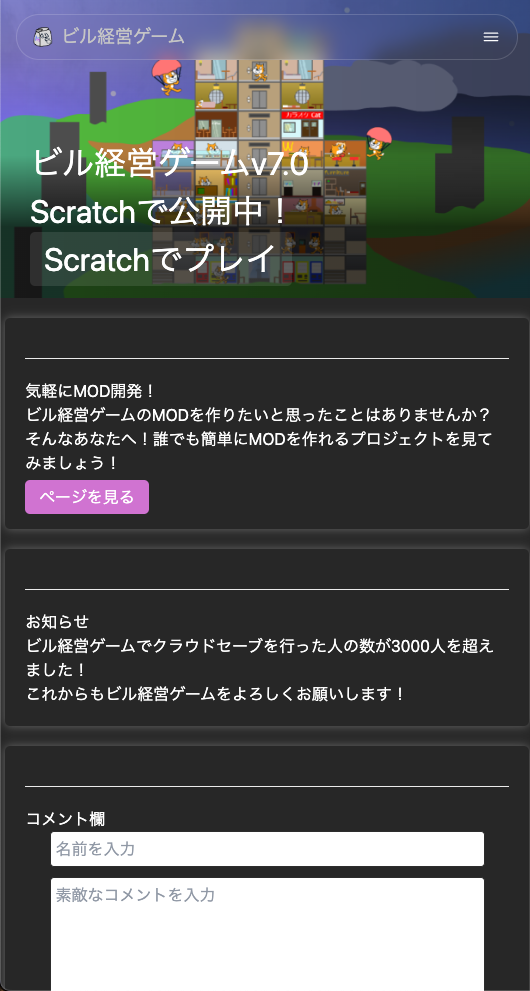 ビル経営ゲーム
ビル経営ゲームv7.0
Scratchで公開中！
Scratchでプレイ
気軽にMOD開発！
ビル経営ゲームのMODを作りたいと思ったことはありませんか？
そんなあなたへ！誰でも簡単にMODを作れるプロジェクトを見て
みましょう！
ページを見る
お知らせ
ビル経営ゲームでクラウドセーブを行った人の数が3000人を超え
ました！
これからもビル経営ゲームをよろしくお願いします！
コメント欄
名前を入力
素敵なコメントを入力